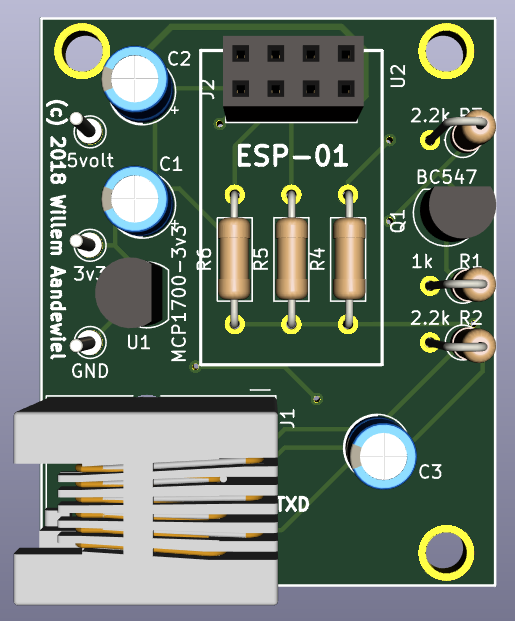 C2
J2
U2
2.2k
5volt
ESP-01
(c) 2018 Willem Aandewiel
C1
BC547
Q1
3v3
MCP1700-3v3
R6
R5
R4
1k R1
2.2k R2
U1
GND
J1
C3
TXD